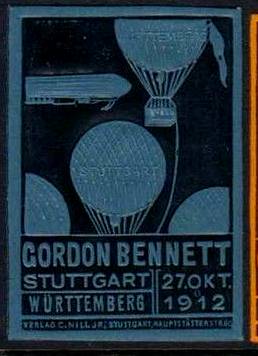 WÜRTTEMBERG
STUTTGART
GORDON BENNETT
STUTTGART 27.OKT.
WÜRTTEMBERG 1912
VERLAG C. NILL JR., STUTTGART, HAUPTSTÄTTERSTR.